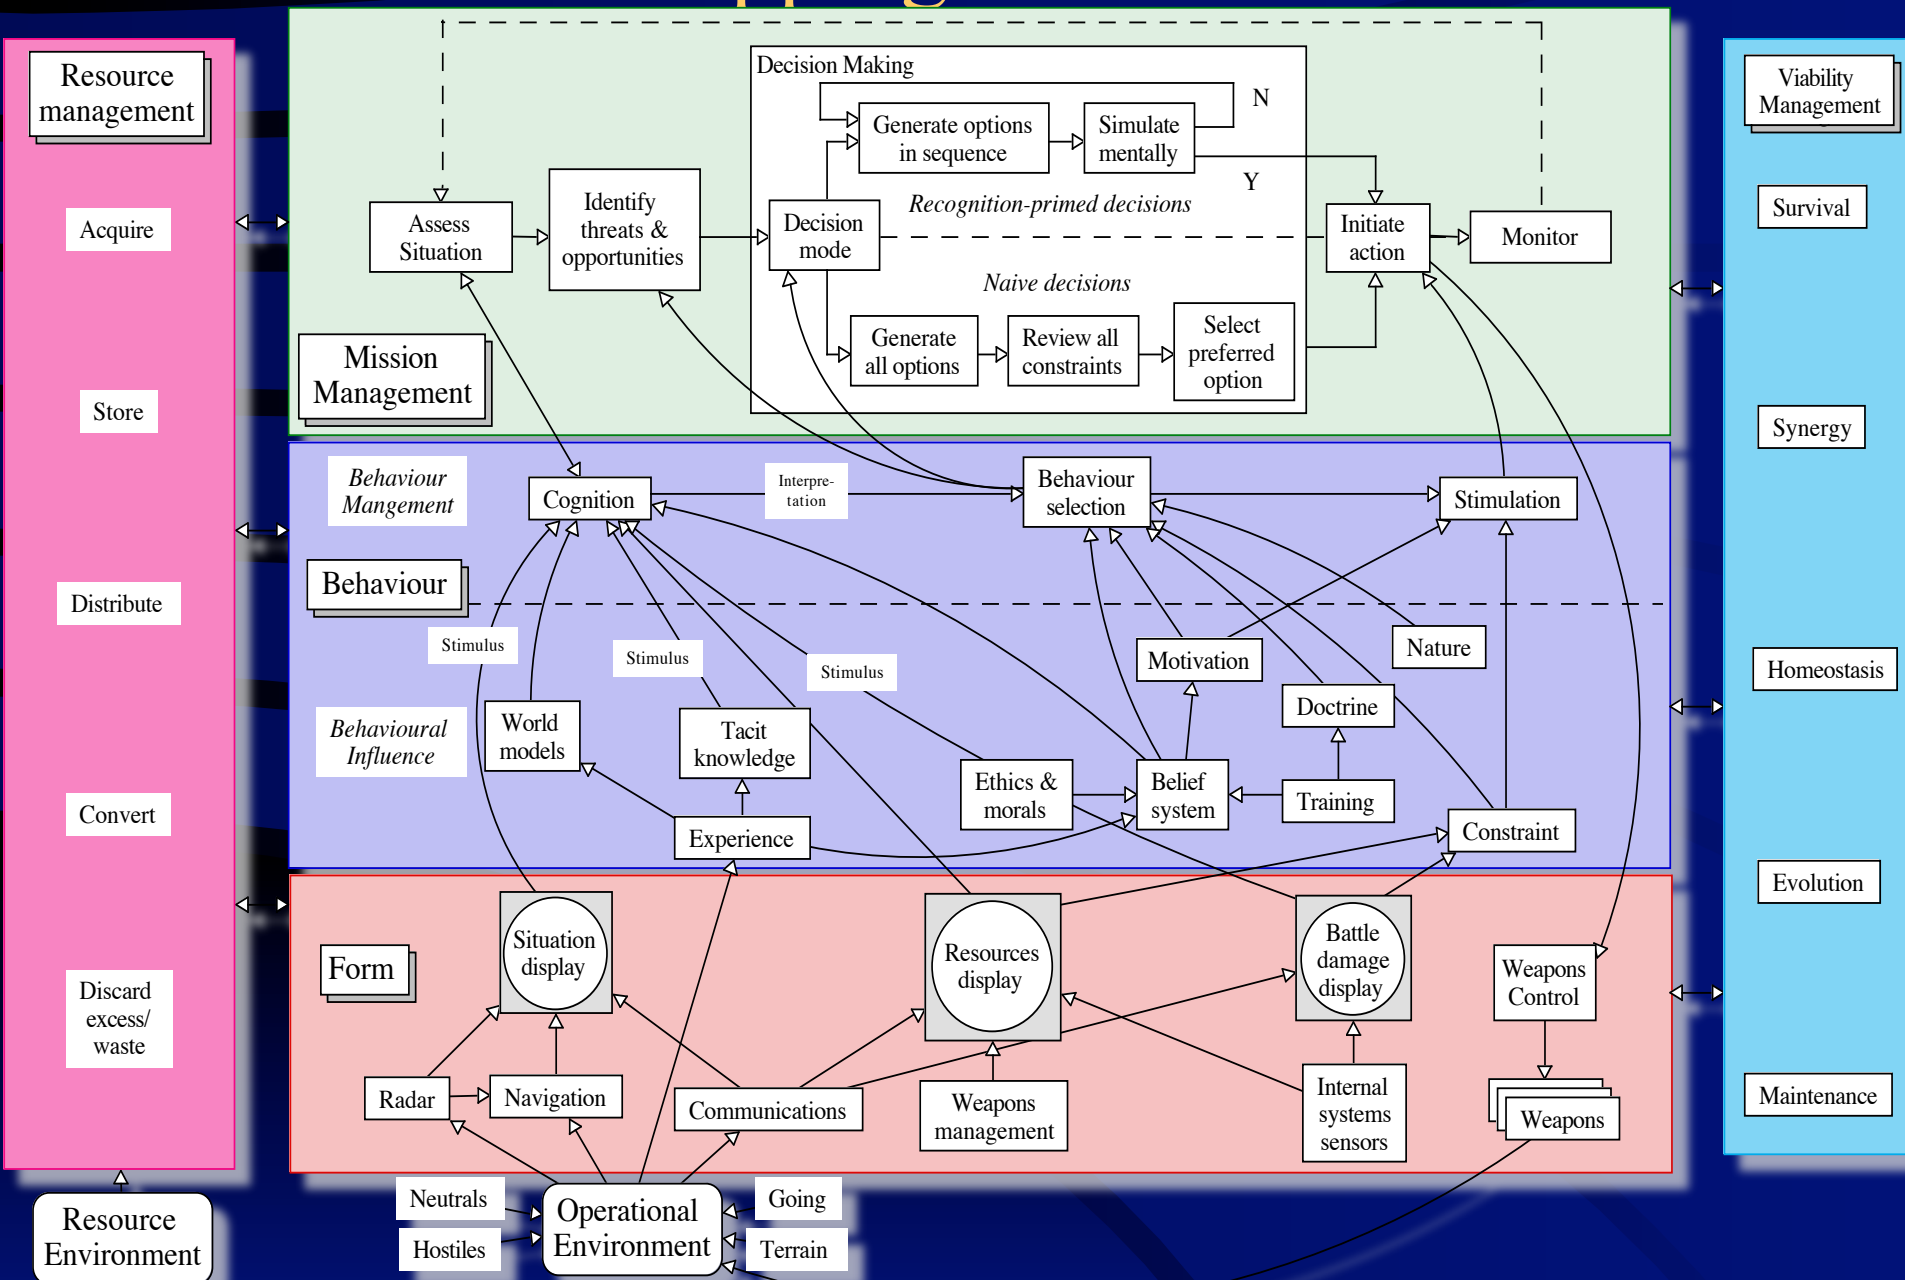 Resource
management
Acquire
Store
Distribute
Convert
Discard
excess/
waste
Resource
Environment
Decision Making
N
Generate options
in sequence
Simulate
mentally
Y
Recognition-primed decisions
Assess
Situation
Identify
threats &
opportunities
Decision
mode
Initiate
action
Monitor
Naive decisions
Generate
all options
Review all
constraints
Select
preferred
option
Mission
Management
Behaviour
Mangement
Cognition
Interpre-
tation
Behaviour
selection
Stimulation
Behaviour
Stimulus
Stimulus
Stimulus
Motivation
Nature
Behavioural
Influence
World
models
Tacit
knowledge
Doctrine
Ethics &
morals
Belief
system
Training
Experience
Constraint
Form
Situation
display
Resources
display
Battle
damage
display
Weapons
Control
Radar
Navigation
Communications
Weapons
management
Internal
systems
sensors
Weapons
Neutrals
Hostiles
Operational
Environment
Going
Terrain
Viability
Management
Survival
Synergy
Homeostasis
Evolution
Maintenance